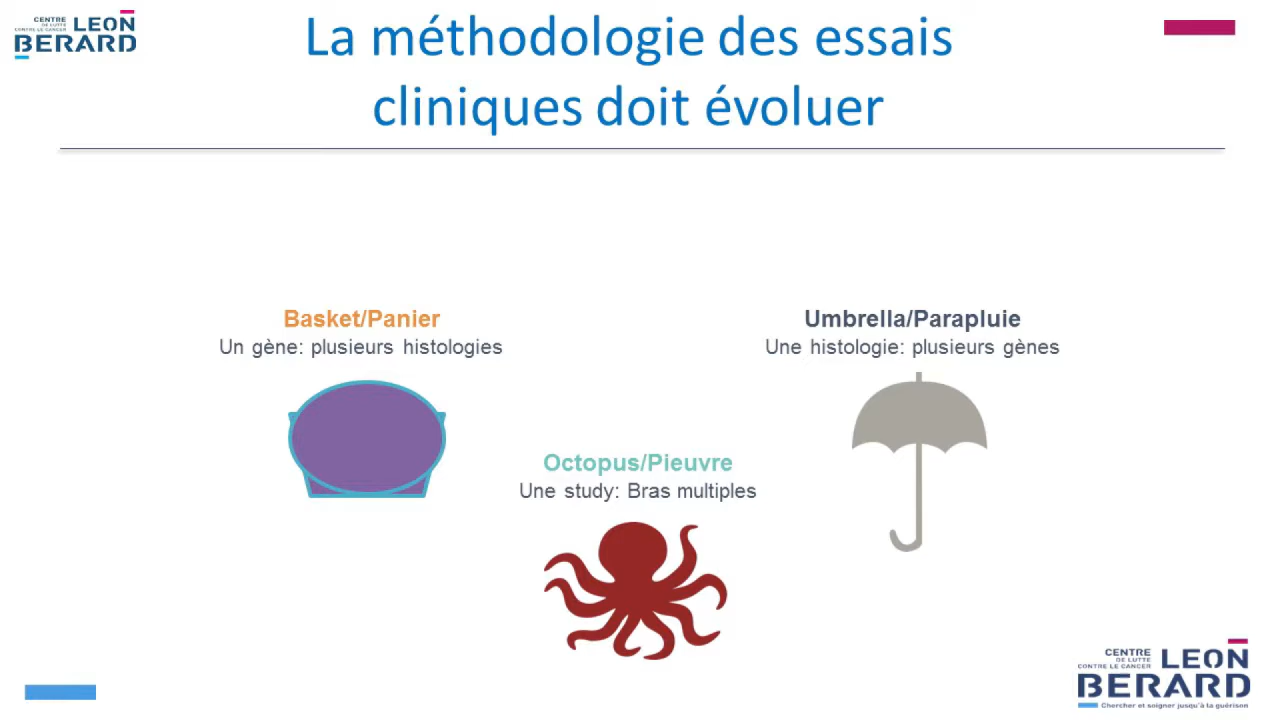 CENTRE
DE LUTTE
CONTRE LE CANCER
LEON
BERARD
La méthodologie des essais
cliniques doit évoluer
Basket/Panier
Un gène: plusieurs histologies
Umbrella/Parapluie
Une histologie: plusieurs gènes
Octopus/Pieuvre
Une study: Bras multiples
CENTRE
DE LUTTE
CONTRE LE CANCER
LEON
BERARD
Chercher et soigner jusqu'à la guérison